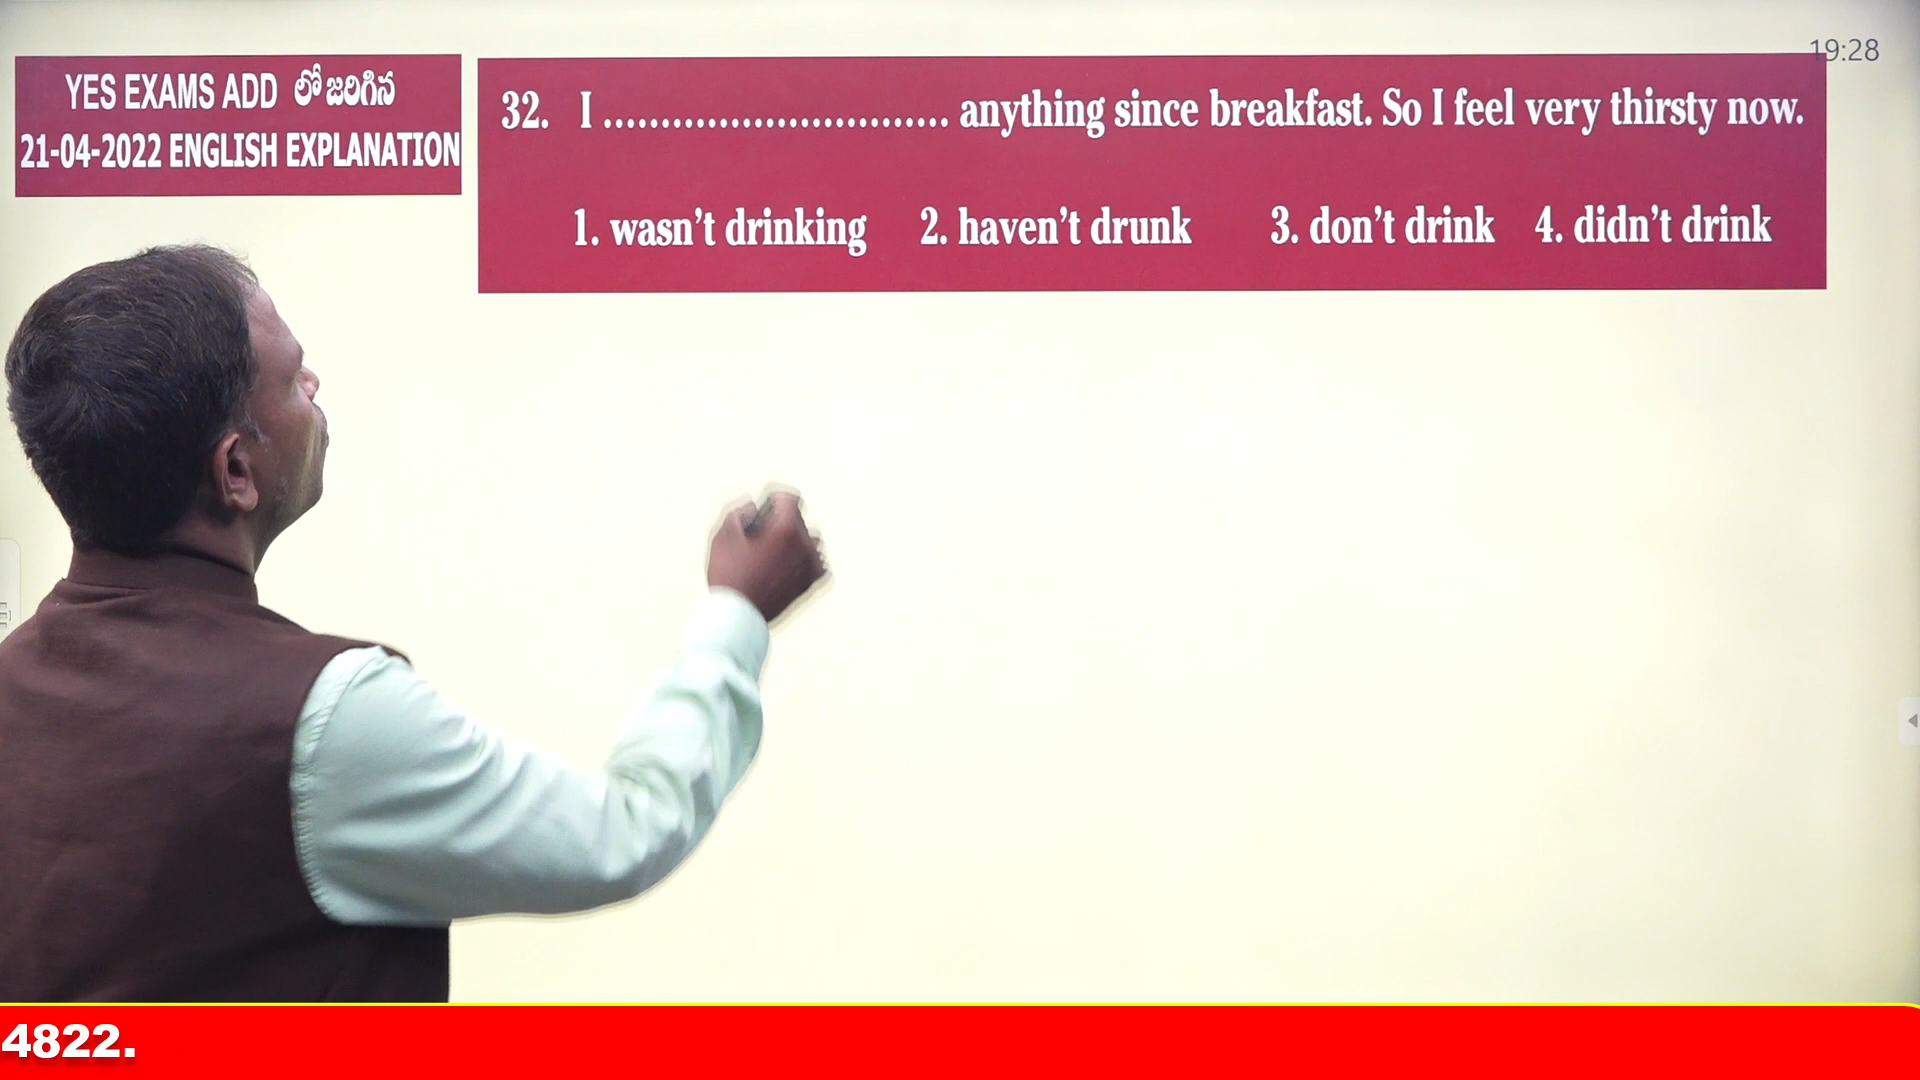 19:28
YES EXAMS ADD లో జరిగిన
21-04-2022 ENGLISH EXPLANATION
32. I .............................. anything since breakfast. So I feel very thirsty now.
1. wasn’t drinking 2. haven’t drunk 3. don’t drink 4. didn’t drink
4822.